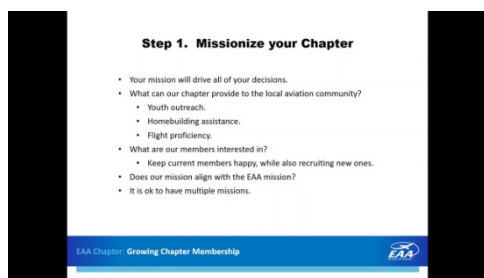 Step 1. Missionize your Chapter
• Your mission will drive all of your decisions.
• What can our chapter provide to the local aviation community?
• Youth outreach.
• Homebuilding assistance.
• Flight proficiency.
• What are our members interested in?
• Keep current members happy, while also recruiting new ones.
• Does our mission align with the EAA mission?
• It is ok to have multiple missions.
EAA Chapter: Growing Chapter Membership
EAA